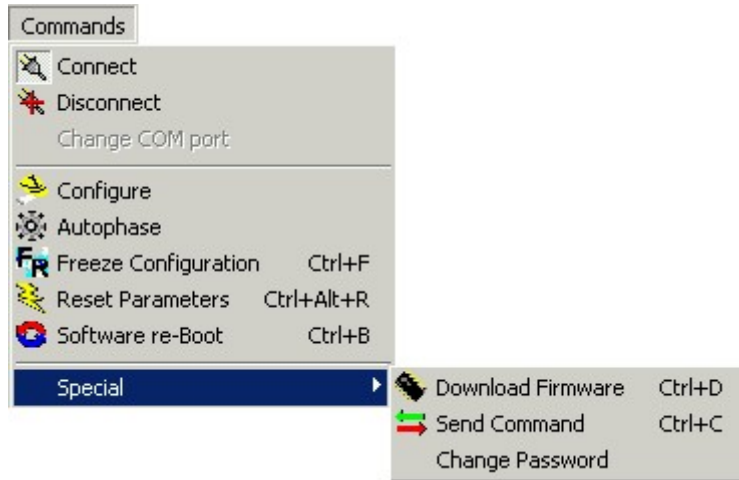 Commands
Connect
Disconnect
Change COM port
Configure
Autophase
FR Freeze Configuration Ctrl+F
Reset Parameters Ctrl+Alt+R
Software re-Boot Ctrl+B
Special
Download Firmware Ctrl+D
Send Command Ctrl+C
Change Password